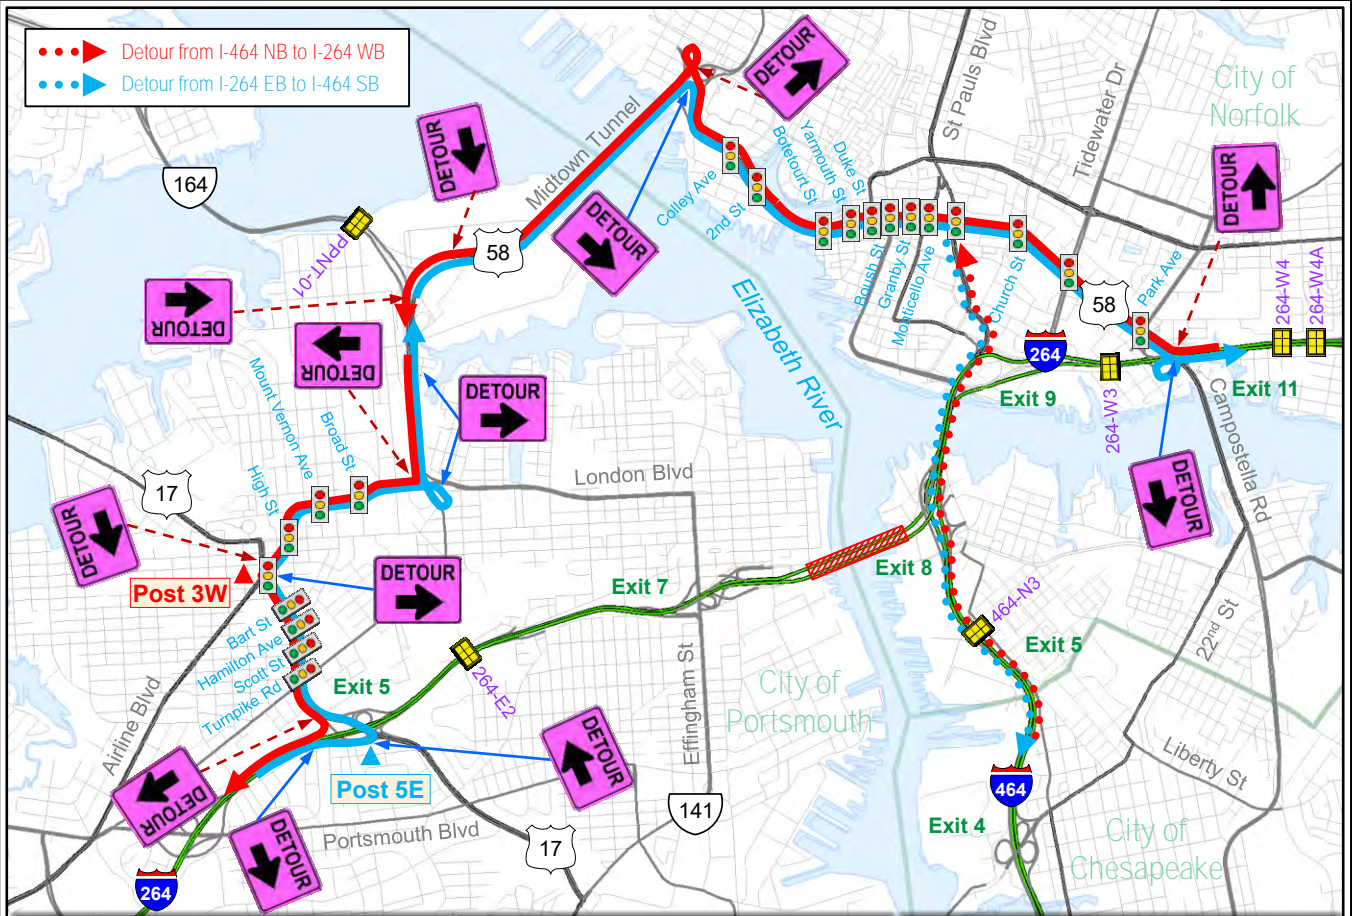 Detour from I-464 NB to I-264 WB
Detour from I-264 EB to I-464 SB
DETOUR
DETOUR
St Pauls Blvd
Tidewater Dr
City of
Norfolk
164
Midtown Tunnel
Colley Ave
2nd St
Botetourt St
Yarmouth St
Duke St
DETOUR
DETOUR
PPNT-01
58
Boush St
Granby St
Monticello Ave
Church St
58
Park Ave
264-W4
264-W4A
DETOUR
DETOUR
Elizabeth River
264
Exit 9
264-W3
Exit 11
Campostella Rd
Mount Vernon Ave
Broad St
High St
DETOUR
17
London Blvd
DETOUR
DETOUR
Post 3W
DETOUR
Exit 7
Exit 8
464-N3
Exit 5
Bart St
Hamilton Ave
Scott St
Turnpike Rd
Exit 5
264-E2
Effingham St
City of
Portsmouth
22nd St
Airline Blvd
DETOUR
DETOUR
Post 5E
Liberty St
464
141
Exit 4
Portsmouth Blvd
DETOUR
17
City of
Chesapeake
264